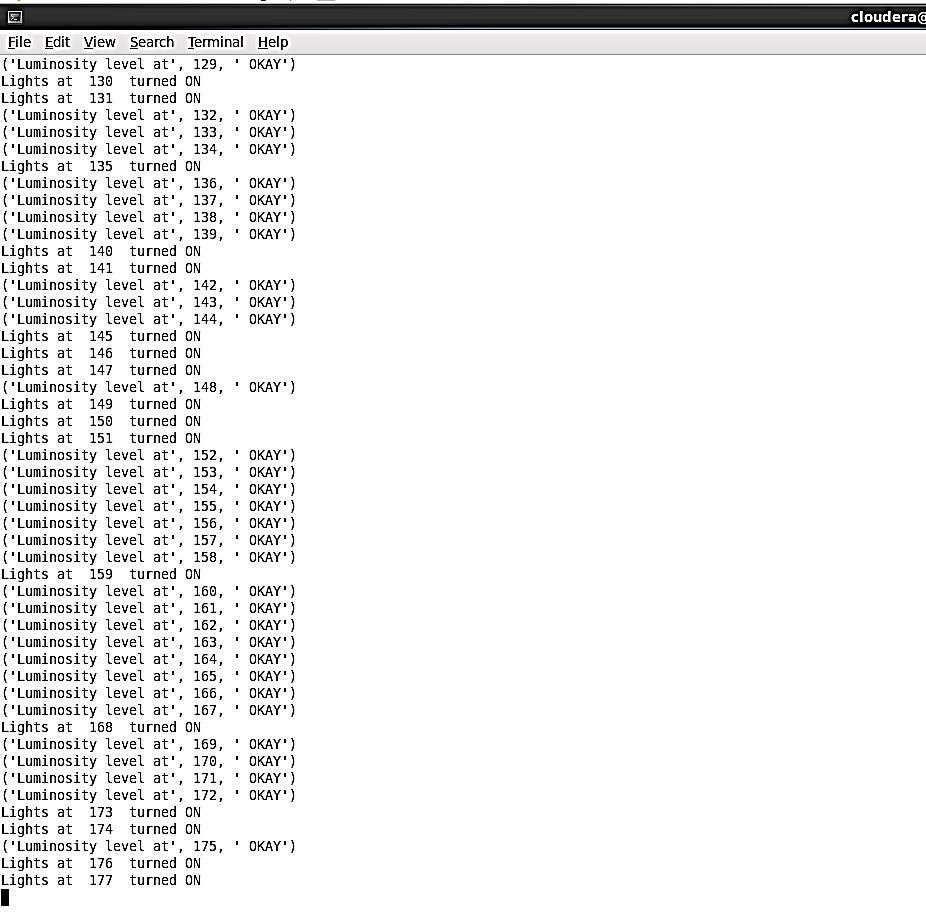 cloudera@
File Edit View Search Terminal Help
('Luminosity level at', 129, ' OKAY')
Lights at  130  turned ON
Lights at  131  turned ON
('Luminosity level at', 132, ' OKAY')
('Luminosity level at', 133, ' OKAY')
('Luminosity level at', 134, ' OKAY')
Lights at  135  turned ON
('Luminosity level at', 136, ' OKAY')
('Luminosity level at', 137, ' OKAY')
('Luminosity level at', 138, ' OKAY')
('Luminosity level at', 139, ' OKAY')
Lights at  140  turned ON
Lights at  141  turned ON
('Luminosity level at', 142, ' OKAY')
('Luminosity level at', 143, ' OKAY')
('Luminosity level at', 144, ' OKAY')
Lights at  145  turned ON
Lights at  146  turned ON
Lights at  147  turned ON
('Luminosity level at', 148, ' OKAY')
Lights at  149  turned ON
Lights at  150  turned ON
Lights at  151  turned ON
('Luminosity level at', 152, ' OKAY')
('Luminosity level at', 153, ' OKAY')
('Luminosity level at', 154, ' OKAY')
('Luminosity level at', 155, ' OKAY')
('Luminosity level at', 156, ' OKAY')
('Luminosity level at', 157, ' OKAY')
('Luminosity level at', 158, ' OKAY')
Lights at  159  turned ON
('Luminosity level at', 160, ' OKAY')
('Luminosity level at', 161, ' OKAY')
('Luminosity level at', 162, ' OKAY')
('Luminosity level at', 163, ' OKAY')
('Luminosity level at', 164, ' OKAY')
('Luminosity level at', 165, ' OKAY')
('Luminosity level at', 166, ' OKAY')
('Luminosity level at', 167, ' OKAY')
Lights at  168  turned ON
('Luminosity level at', 169, ' OKAY')
('Luminosity level at', 170, ' OKAY')
('Luminosity level at', 171, ' OKAY')
('Luminosity level at', 172, ' OKAY')
Lights at  173  turned ON
Lights at  174  turned ON
('Luminosity level at', 175, ' OKAY')
Lights at  176  turned ON
Lights at  177  turned ON